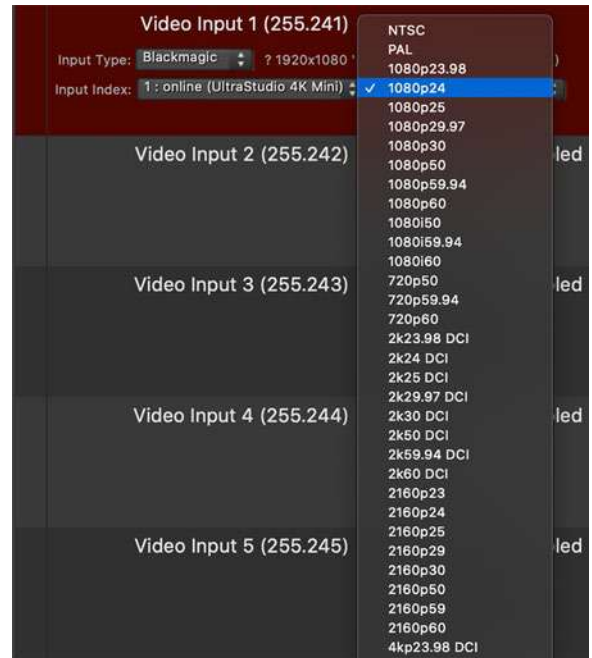 Video Input 1 (255.241)
Input Type: Blackmagic ? 1920x1080 ' )
Input Index: 1 : online (UltraStudio 4K Mini)
NTSC
PAL
1080p23.98
✓ 1080p24
1080p25
1080p29.97
1080p30
1080p50
1080p59.94
1080p60
1080i50
1080i59.94
1080i60
720p50
720p59.94
720p60
2k23.98 DCI
2k24 DCI
2k25 DCI
2k29.97 DCI
2k30 DCI
2k50 DCI
2k59.94 DCI
2k60 DCI
2160p23
2160p24
2160p25
2160p29
2160p30
2160p50
2160p59
2160p60
4kp23.98 DCI
Video Input 2 (255.242) led
Video Input 3 (255.243) led
Video Input 4 (255.244) led
Video Input 5 (255.245) led